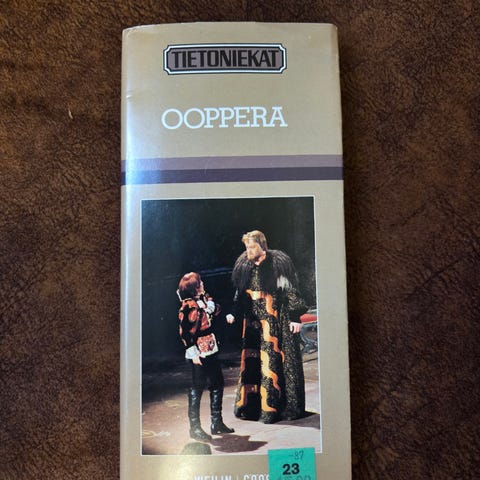 TIETONIEKAT
OOPPERA
-87
23